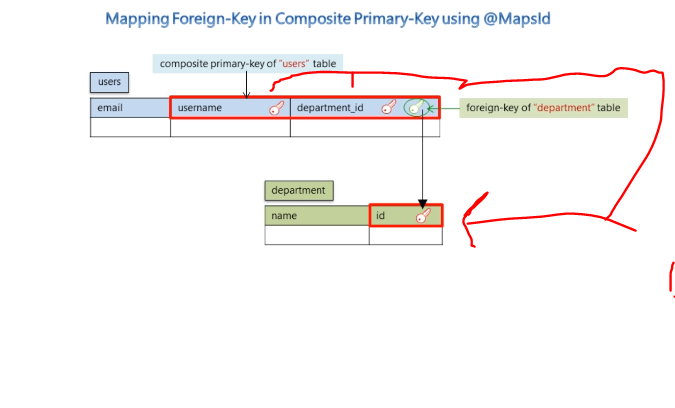 Mapping Foreign-Key in Composite Primary-Key using @MapsId
composite primary-key of "users" table
users
email username department_id
foreign-key of "department" table
department
name id